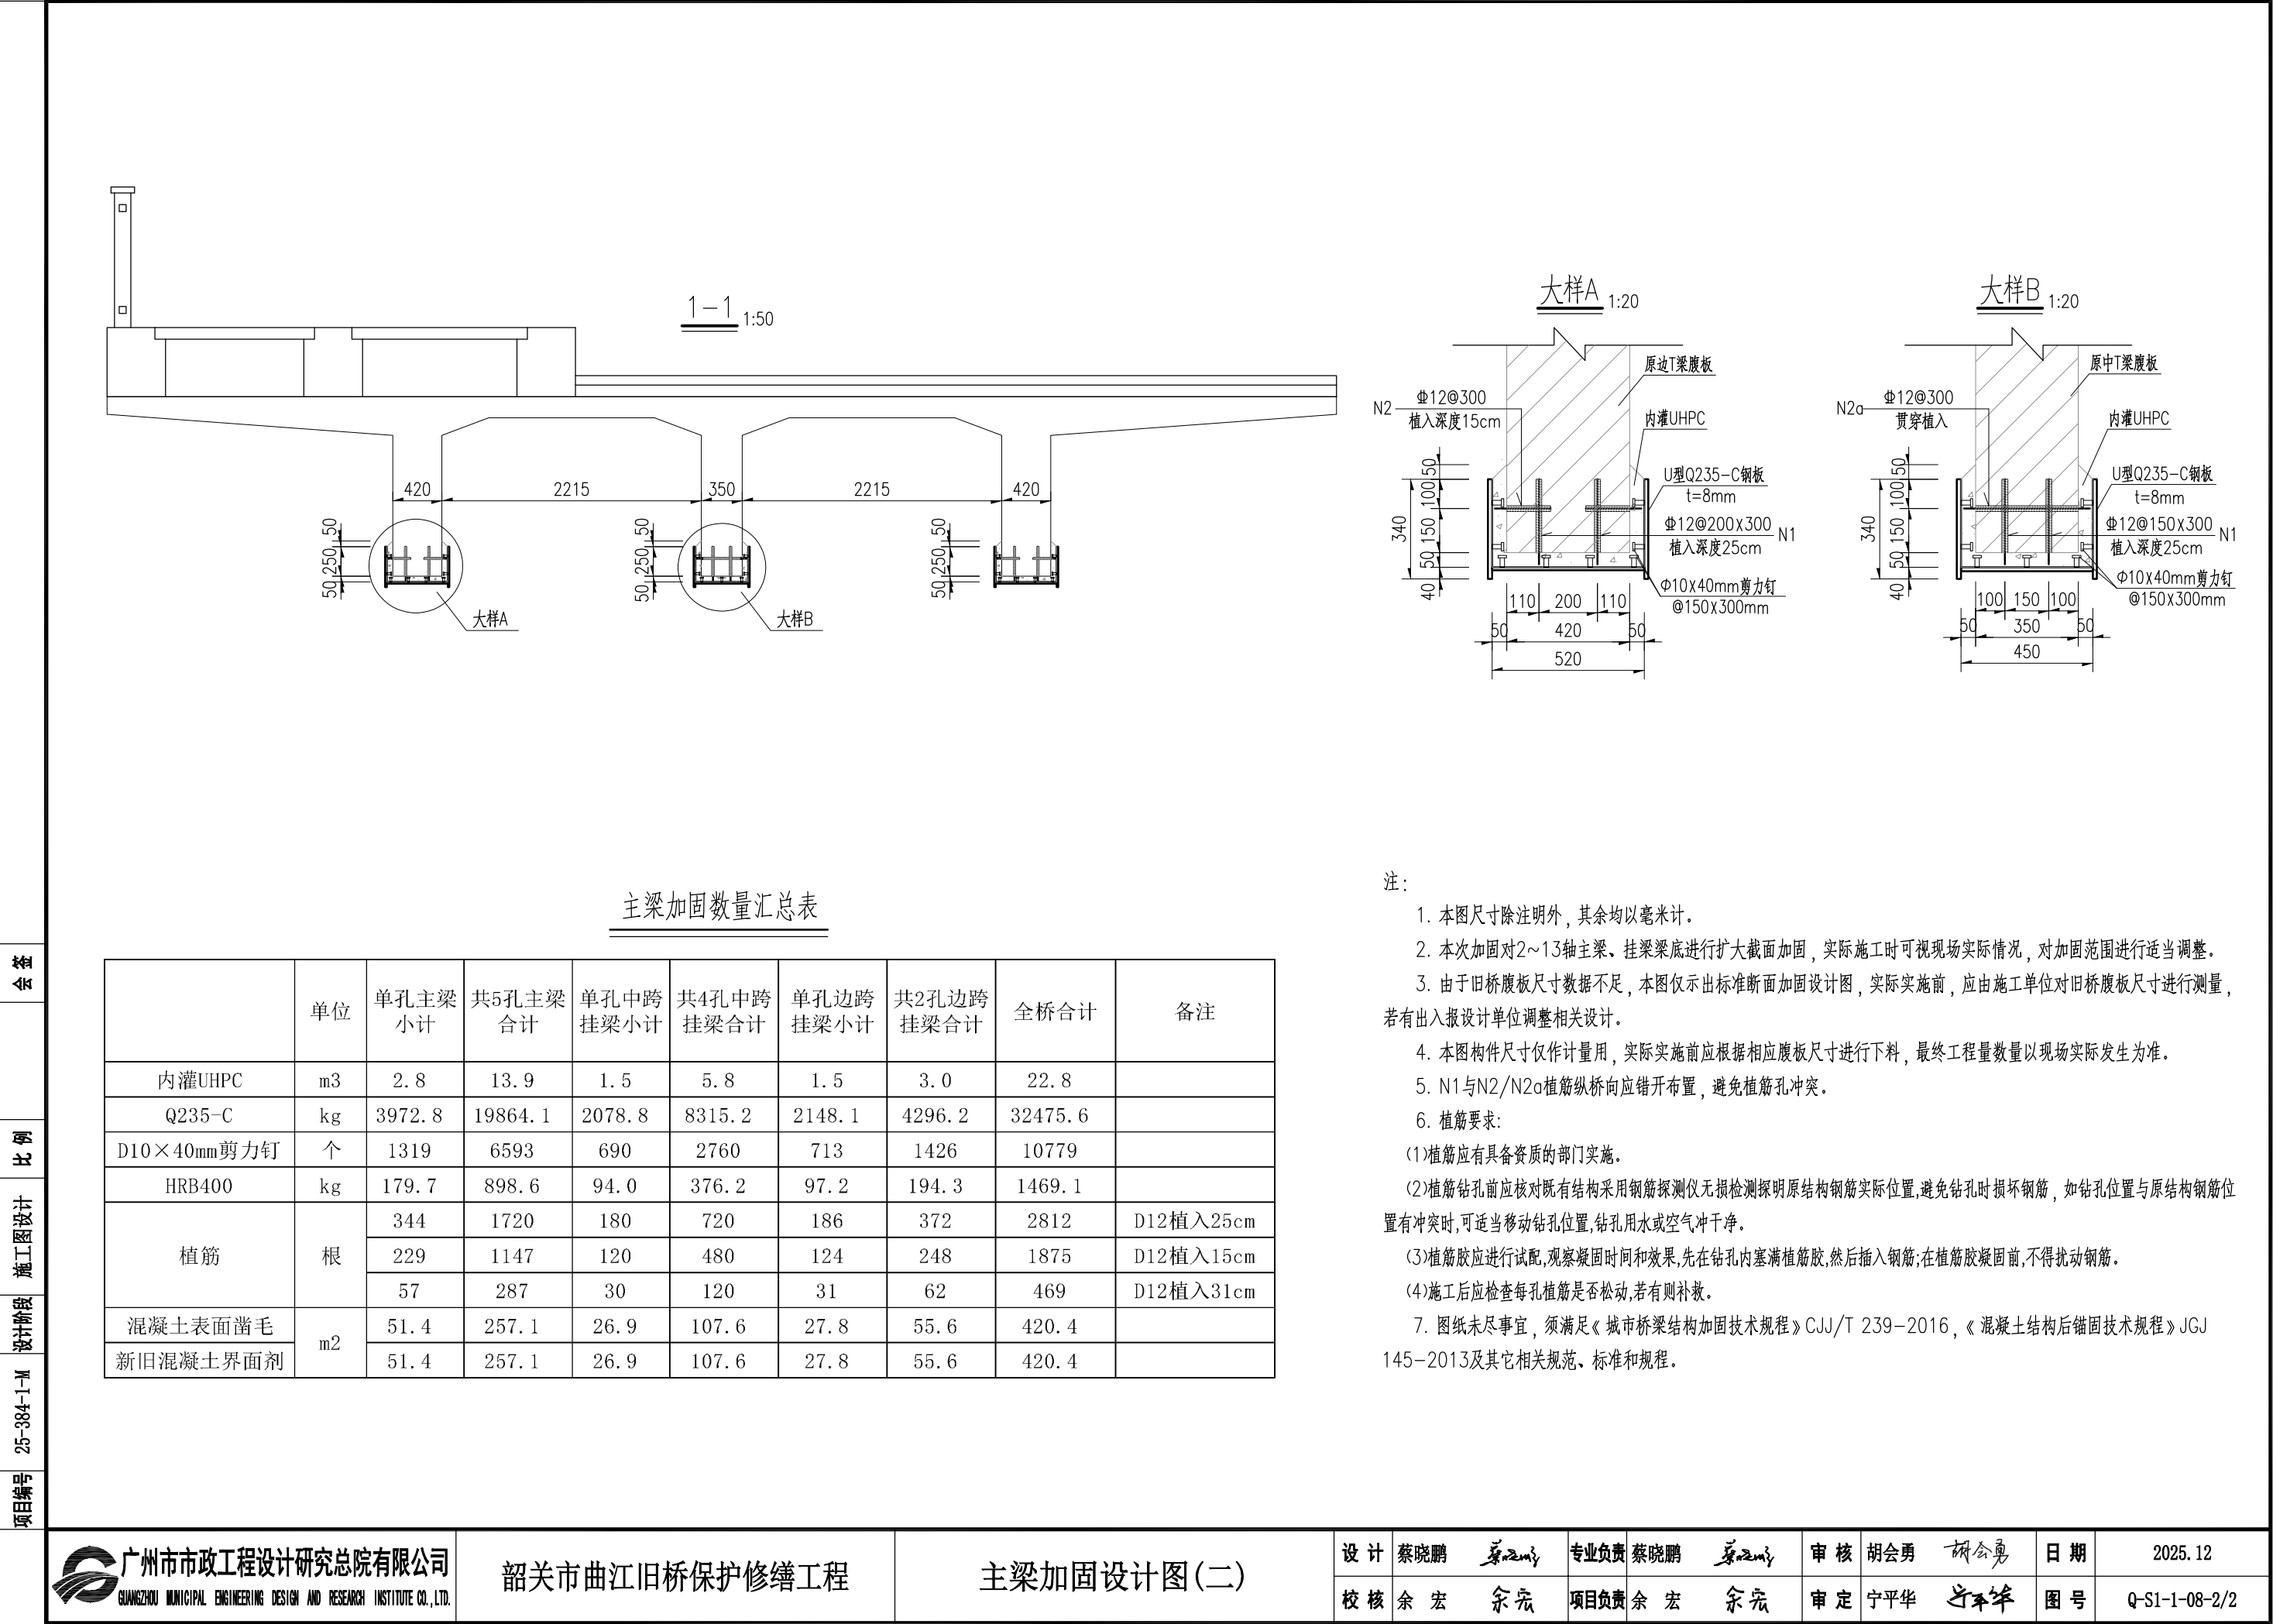 1-1 1:50
420 2215 350 2215 420
50 250 50
50 250 50
50 250 50
大样A
大样B
大样A 1:20
原边T梁腹板
N2 Φ12@300
植入深度15cm
内灌UHPC
U型Q235-C钢板
t=8mm
Φ12@200X300 N1
植入深度25cm
Φ10X40mm剪力钉
@150X300mm
50 100 150 50 40
340
110 200 110
50 420 50
520
大样B 1:20
原中T梁腹板
N2a Φ12@300
贯穿植入
内灌UHPC
U型Q235-C钢板
t=8mm
Φ12@150X300 N1
植入深度25cm
Φ10X40mm剪力钉
@150X300mm
50 100 150 50 40
340
100 150 100
50 350 50
450
主梁加固数量汇总表
单位 单孔主梁小计 共5孔主梁合计 单孔中跨挂梁小计 共4孔中跨挂梁合计 单孔边跨挂梁小计 共2孔边跨挂梁合计 全桥合计 备注
内灌UHPC m3 2.8 13.9 1.5 5.8 1.5 3.0 22.8
Q235-C kg 3972.8 19864.1 2078.8 8315.2 2148.1 4296.2 32475.6
D10×40mm剪力钉 个 1319 6593 690 2760 713 1426 10779
HRB400 kg 179.7 898.6 94.0 376.2 97.2 194.3 1469.1
植筋 根 344 1720 180 720 186 372 2812 D12植入25cm
229 1147 120 480 124 248 1875 D12植入15cm
57 287 30 120 31 62 469 D12植入31cm
混凝土表面凿毛 m2 51.4 257.1 26.9 107.6 27.8 55.6 420.4
新旧混凝土界面剂 51.4 257.1 26.9 107.6 27.8 55.6 420.4
注：
1. 本图尺寸除注明外，其余均以毫米计。
2. 本次加固对2~13轴主梁、挂梁梁底进行扩大截面加固，实际施工时可视现场实际情况，对加固范围进行适当调整。
3. 由于旧桥腹板尺寸数据不足，本图仅示出标准断面加固设计图，实际实施前，应由施工单位对旧桥腹板尺寸进行测量，
若有出入报设计单位调整相关设计。
4. 本图构件尺寸仅作计量用，实际实施前应根据相应腹板尺寸进行下料，最终工程量数量以现场实际发生为准。
5. N1与N2/N2a植筋纵桥向应错开布置，避免植筋孔冲突。
6. 植筋要求:
(1)植筋应有具备资质的部门实施。
(2)植筋钻孔前应核对既有结构采用钢筋探测仪无损检测探明原结构钢筋实际位置,避免钻孔时损坏钢筋，如钻孔位置与原结构钢筋位
置有冲突时,可适当移动钻孔位置,钻孔用水或空气冲干净。
(3)植筋胶应进行试配,观察凝固时间和效果,先在钻孔内塞满植筋胶,然后插入钢筋;在植筋胶凝固前,不得扰动钢筋。
(4)施工后应检查每孔植筋是否松动,若有则补救。
7. 图纸未尽事宜，须满足《城市桥梁结构加固技术规程》CJJ/T 239-2016，《混凝土结构后锚固技术规程》JGJ
145-2013及其它相关规范、标准和规程。
会签
比例
施工图设计
设计阶段
25-384-1-M
项目编号
广州市市政工程设计研究总院有限公司
GUANGZHOU MUNICIPAL ENGINEERING DESIGN AND RESEARCH INSTITUTE CO.,LTD.
韶关市曲江旧桥保护修缮工程
主梁加固设计图(二)
设计 蔡晓鹏 蔡晓鹏 专业负责 蔡晓鹏 蔡晓鹏 审核 胡会勇 胡会勇 日期 2025.12
校核 余宏 余宏 项目负责 余宏 余宏 审定 宁平华 宁平华 图号 Q-S1-1-08-2/2